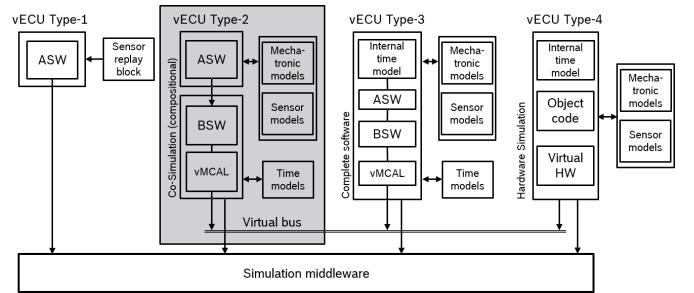 vECU Type-1
ASW
Sensor
replay
block
vECU Type-2
Co-Simulation (compositional)
ASW
BSW
vMCAL
Mecha-
tronic
models
Sensor
models
Time
models
vECU Type-3
Complete software
Internal
time
model
ASW
BSW
vMCAL
Mecha-
tronic
models
Sensor
models
Time
models
vECU Type-4
Hardware Simulation
Internal
time
model
Object
code
Virtual
HW
Mecha-
tronic
models
Sensor
models
Virtual bus
Simulation middleware